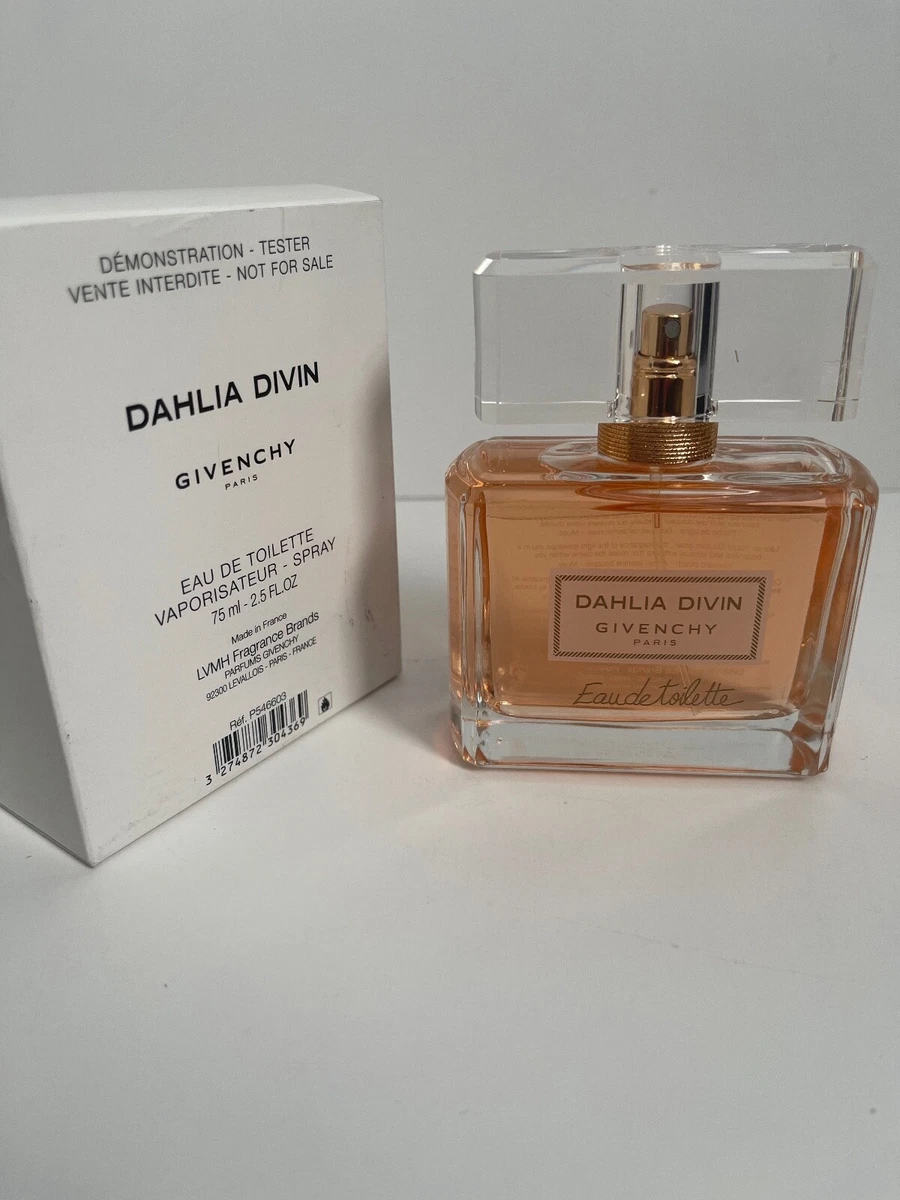 DÉMONSTRATION - TESTER
VENTE INTERDITE - NOT FOR SALE
DAHLIA DIVIN
GIVENCHY
PARIS
EAU DE TOILETTE
VAPORISATEUR - SPRAY
75 ml - 2.5 FL.OZ
Made in France
LVMH Fragrance Brands
PARFUMS GIVENCHY
92300 LEVALLOIS - PARIS - FRANCE
Réf. P546603
3 274872 304369
DAHLIA DIVIN
GIVENCHY
PARIS
Eau de toilette